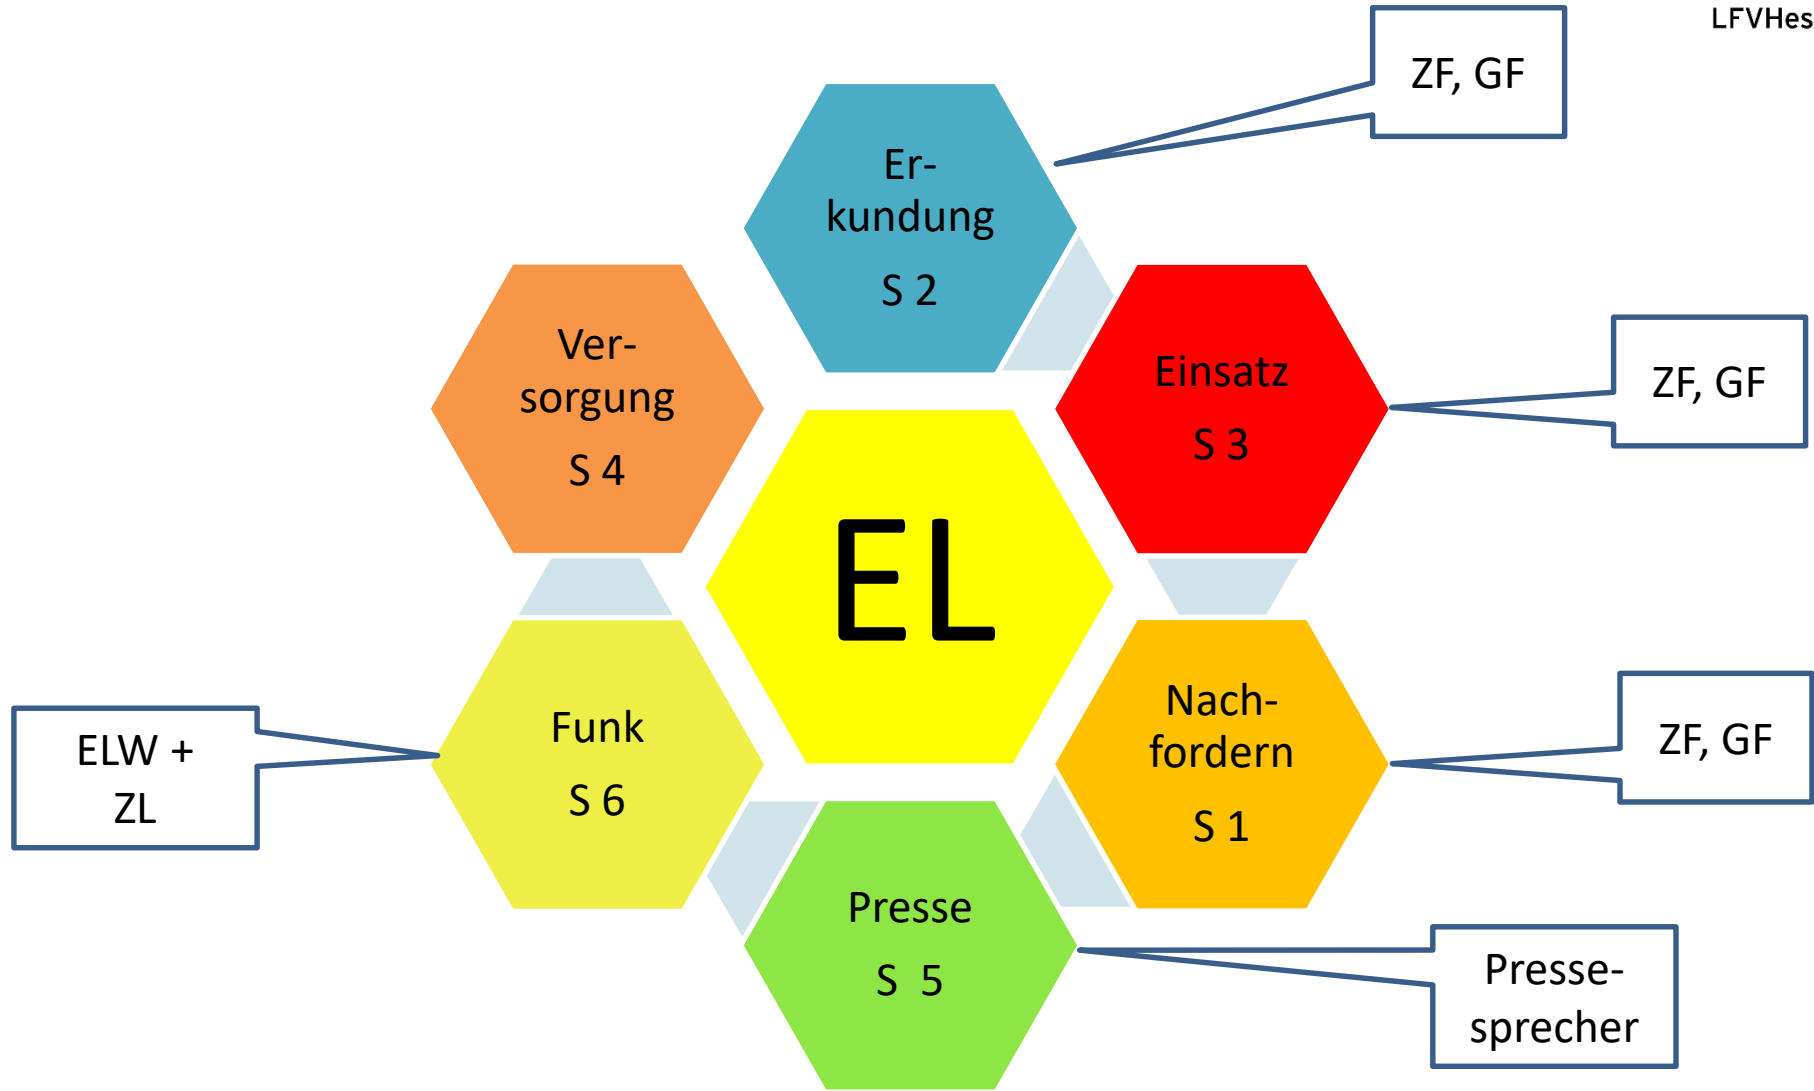 LFVHes
ZF, GF
Er-
kundung
S 2
Ver-
sorgung
S 4
Einsatz
S 3
ZF, GF
EL
Nach-
fordern
S 1
ZF, GF
Funk
S 6
ELW +
ZL
Presse
S  5
Presse-
sprecher